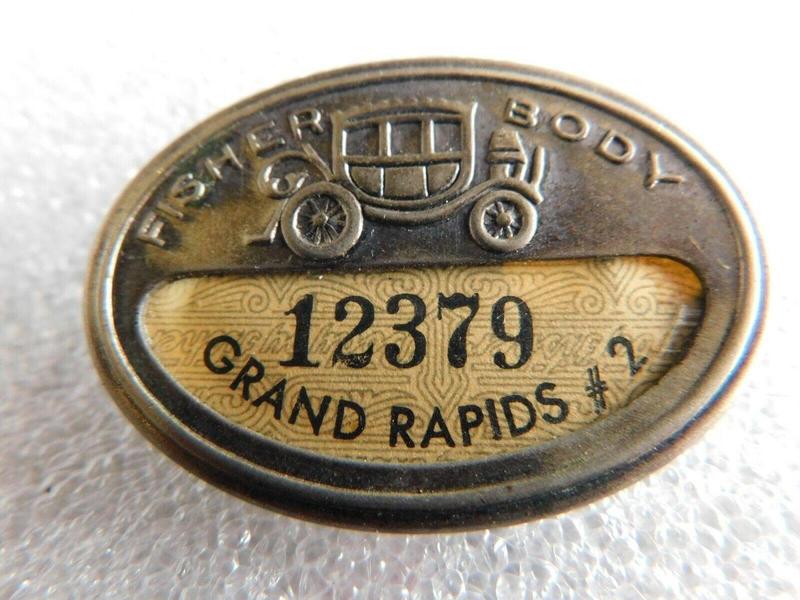 FISHER BODY
12379
GRAND RAPIDS # 2